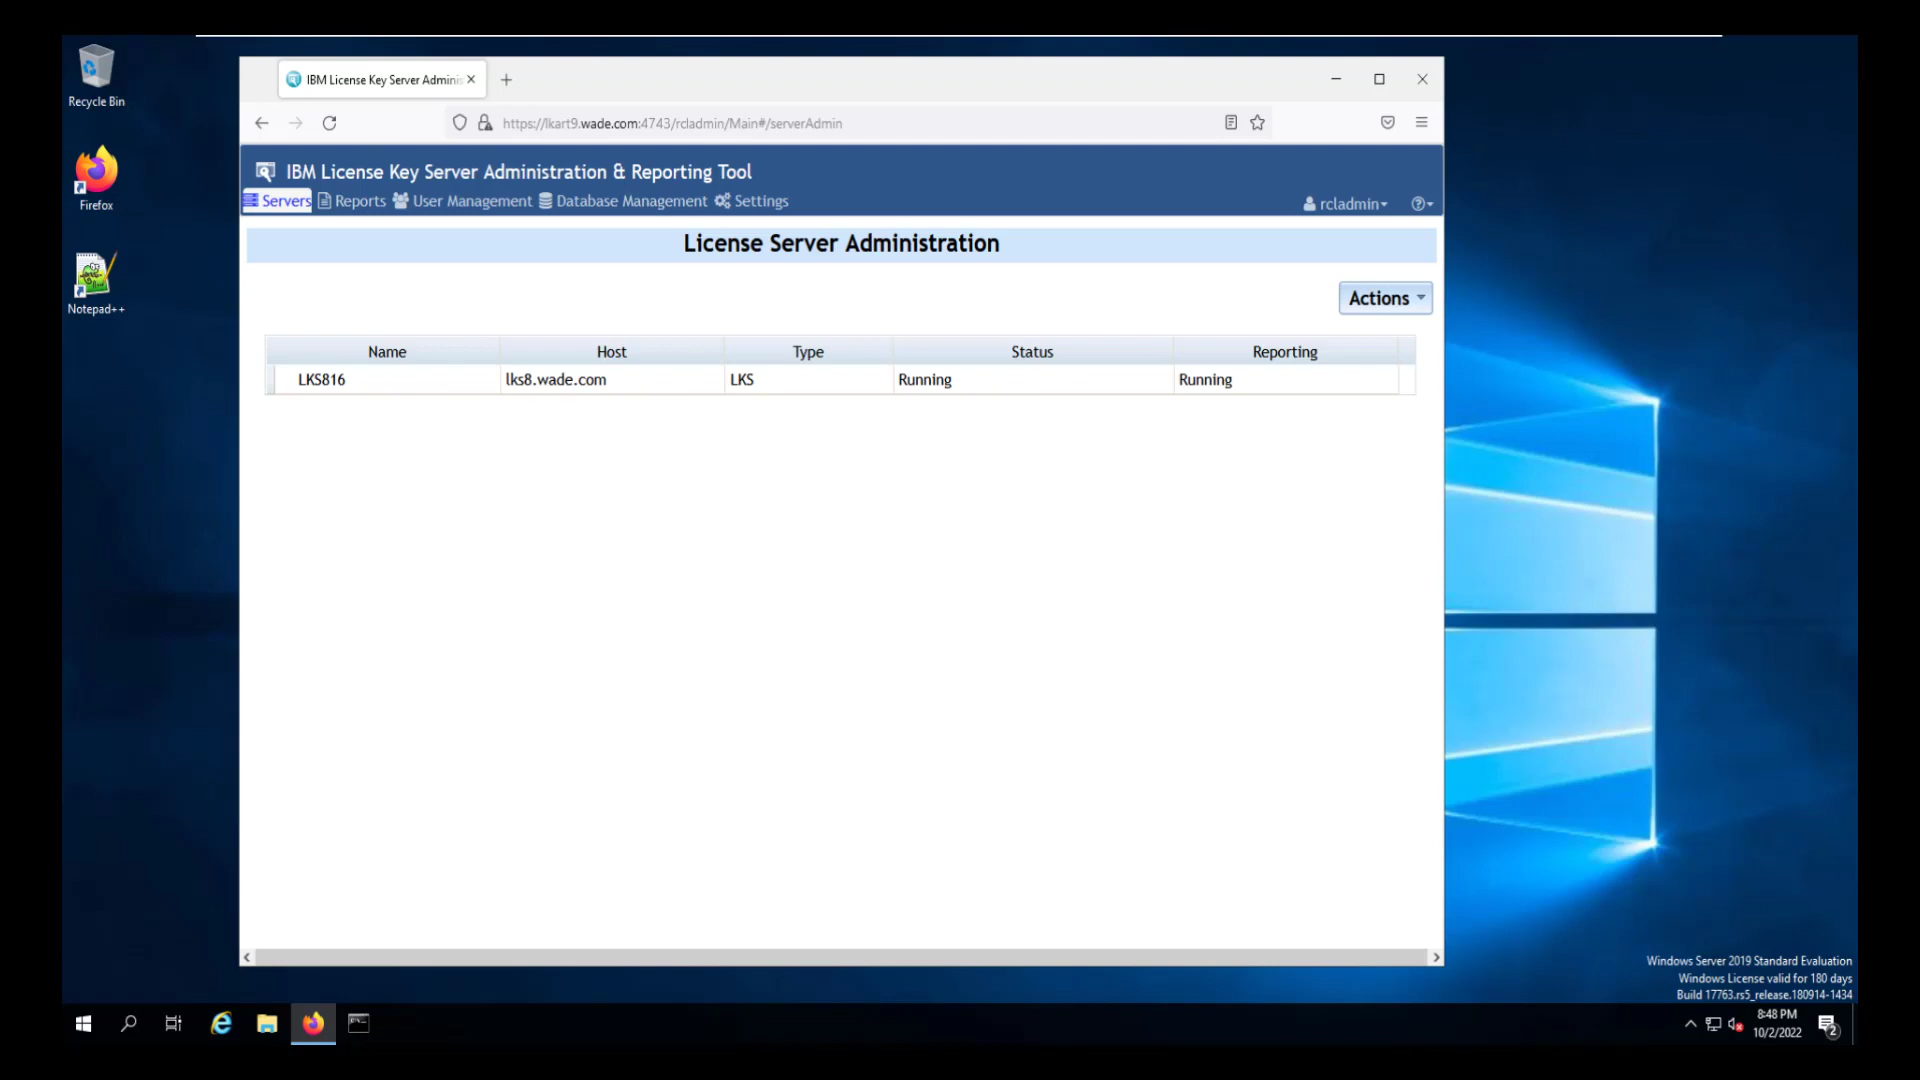 Recycle Bin
Firefox
Notepad++
IBM License Key Server Adminis
https://lkart9.wade.com:4743/rcladmin/Main#/serverAdmin
IBM License Key Server Administration & Reporting Tool
Servers Reports User Management Database Management Settings rcladmin
License Server Administration
Actions
Name Host Type Status Reporting
LKS816 lks8.wade.com LKS Running Running
Windows Server 2019 Standard Evaluation
Windows License valid for 180 days
Build 17763.rs5_release.180914-1434
8:48 PM
10/2/2022
2